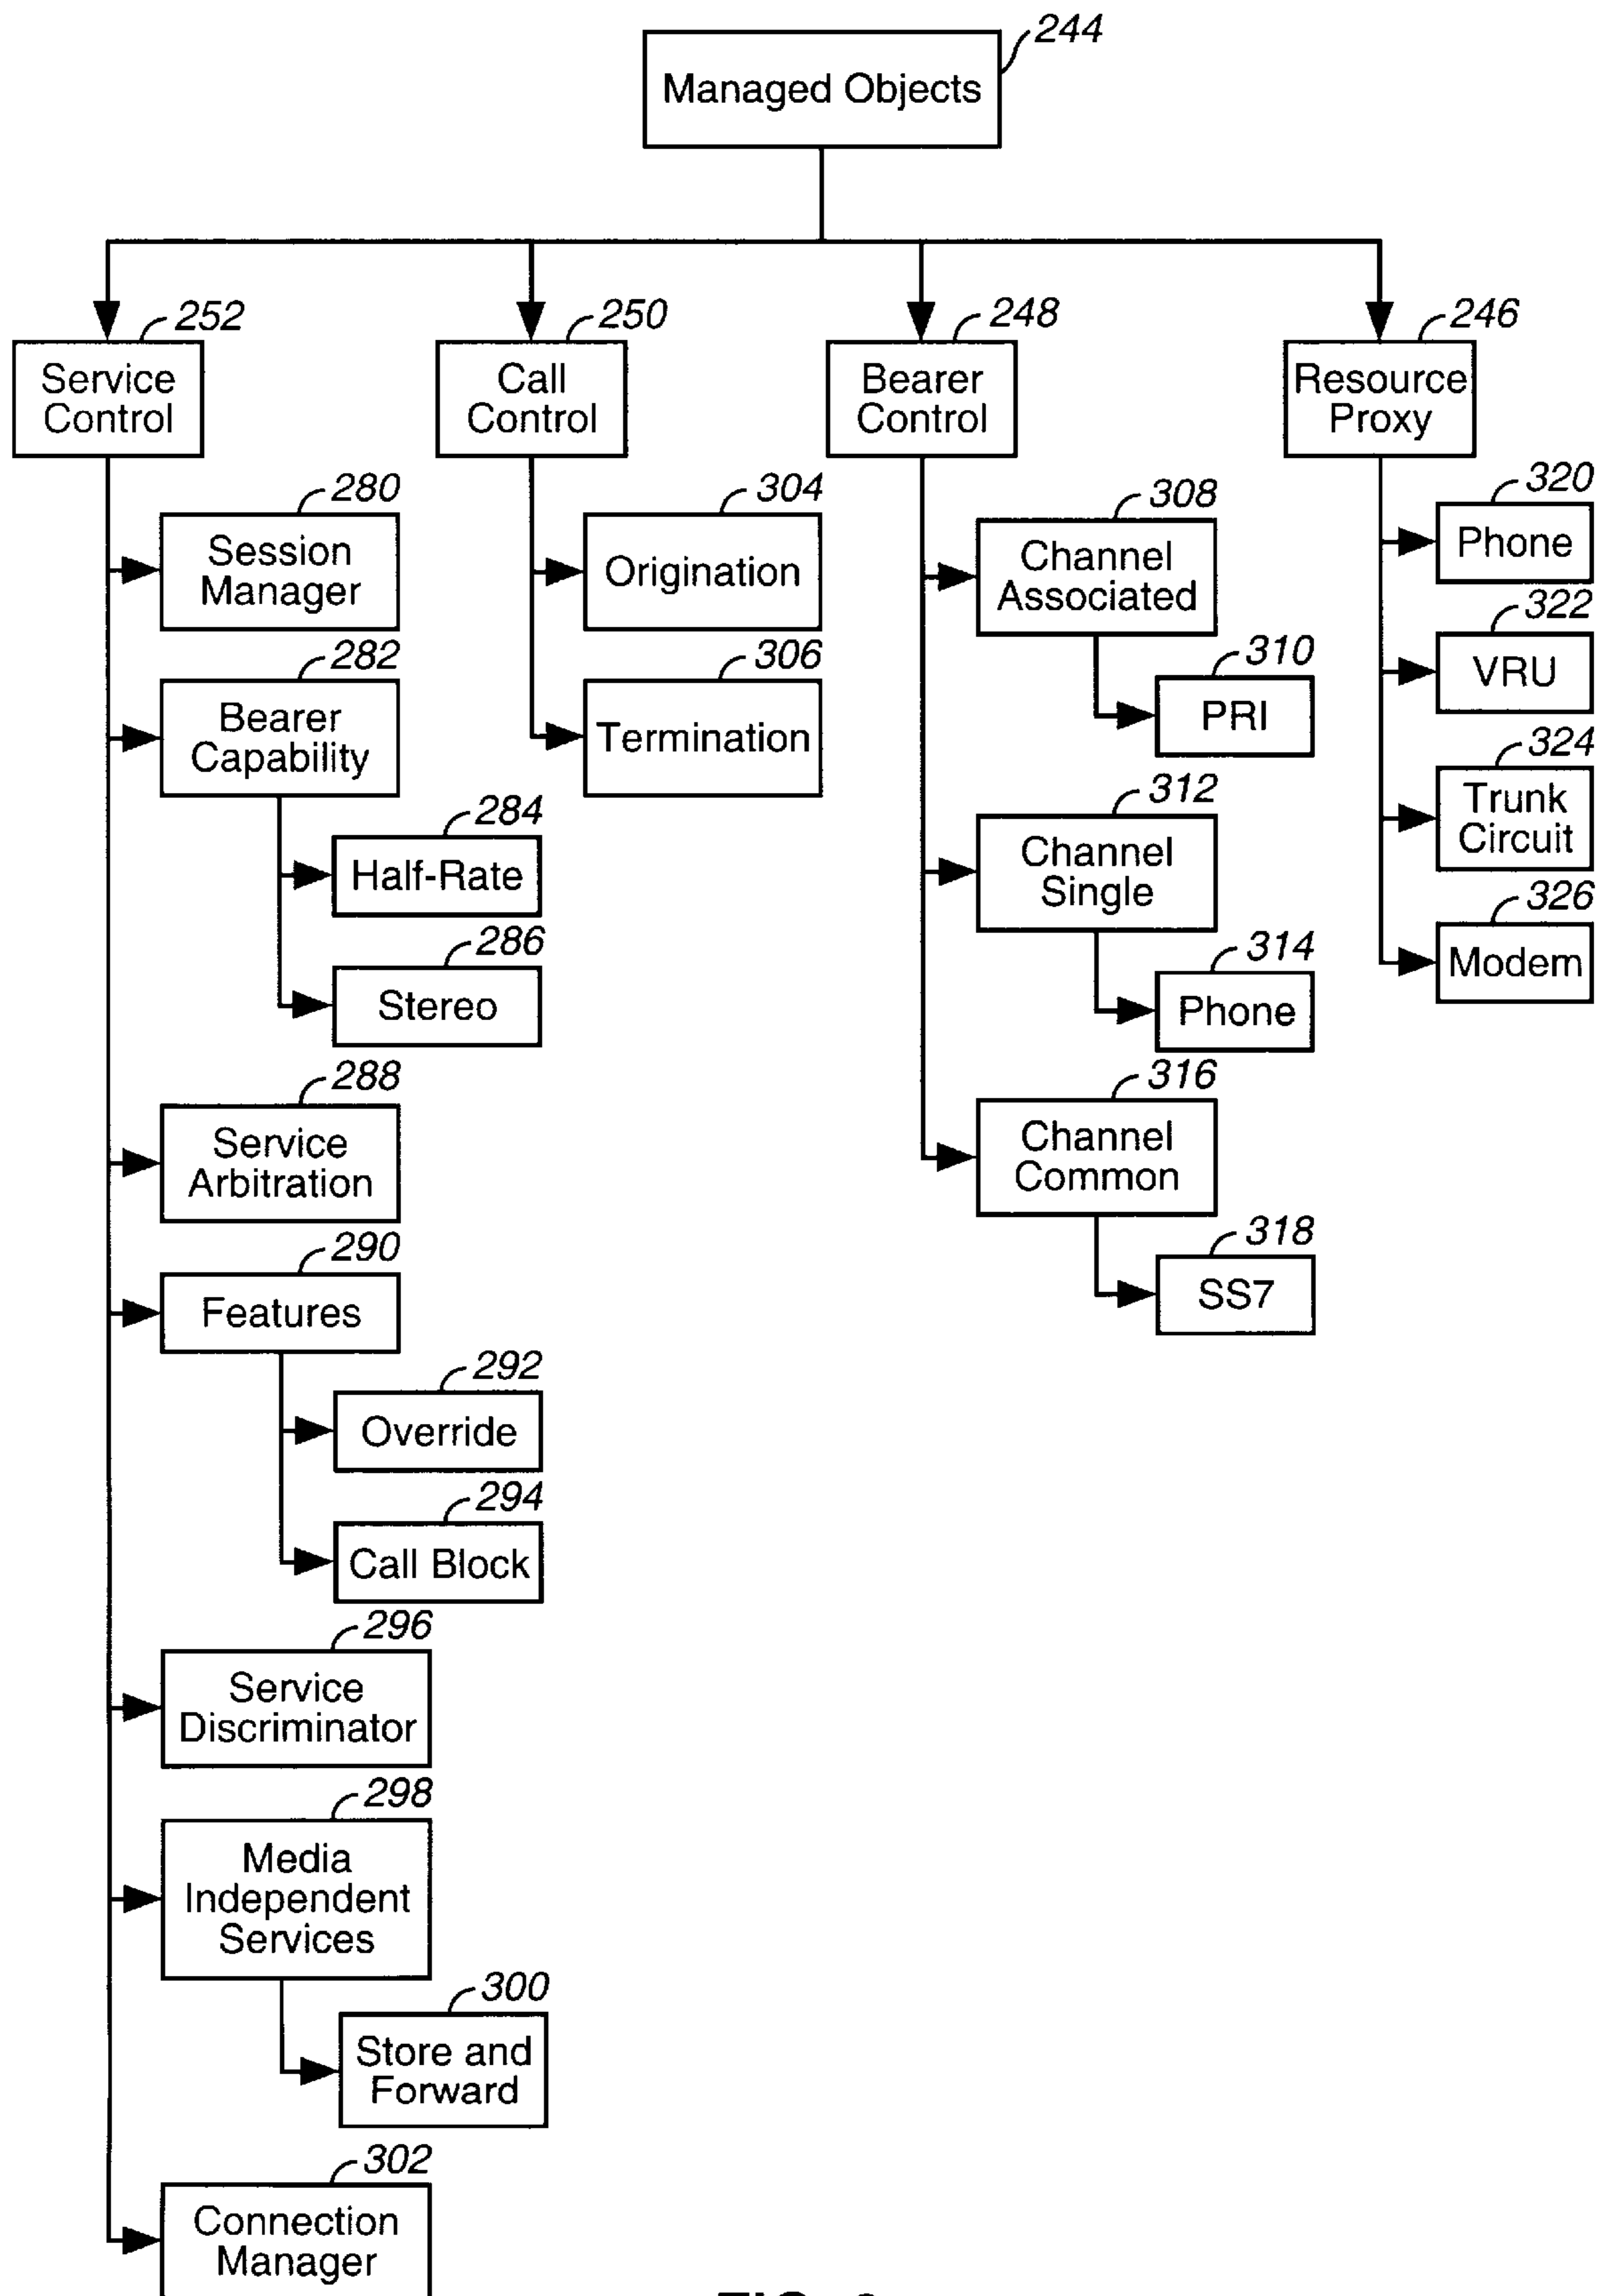 244
Managed Objects
252
Service
Control
250
Call
Control
248
Bearer
Control
246
Resource
Proxy
280
Session
Manager
282
Bearer
Capability
284
Half-Rate
286
Stereo
288
Service
Arbitration
290
Features
292
Override
294
Call Block
296
Service
Discriminator
298
Media
Independent
Services
300
Store and
Forward
302
Connection
Manager
304
Origination
306
Termination
308
Channel
Associated
310
PRI
312
Channel
Single
314
Phone
316
Channel
Common
318
SS7
320
Phone
322
VRU
324
Trunk
Circuit
326
Modem